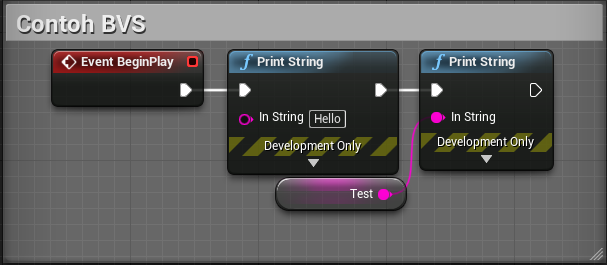 Contoh BVS
Event BeginPlay
Print String
In String Hello
Development Only
Print String
In String
Development Only
Test